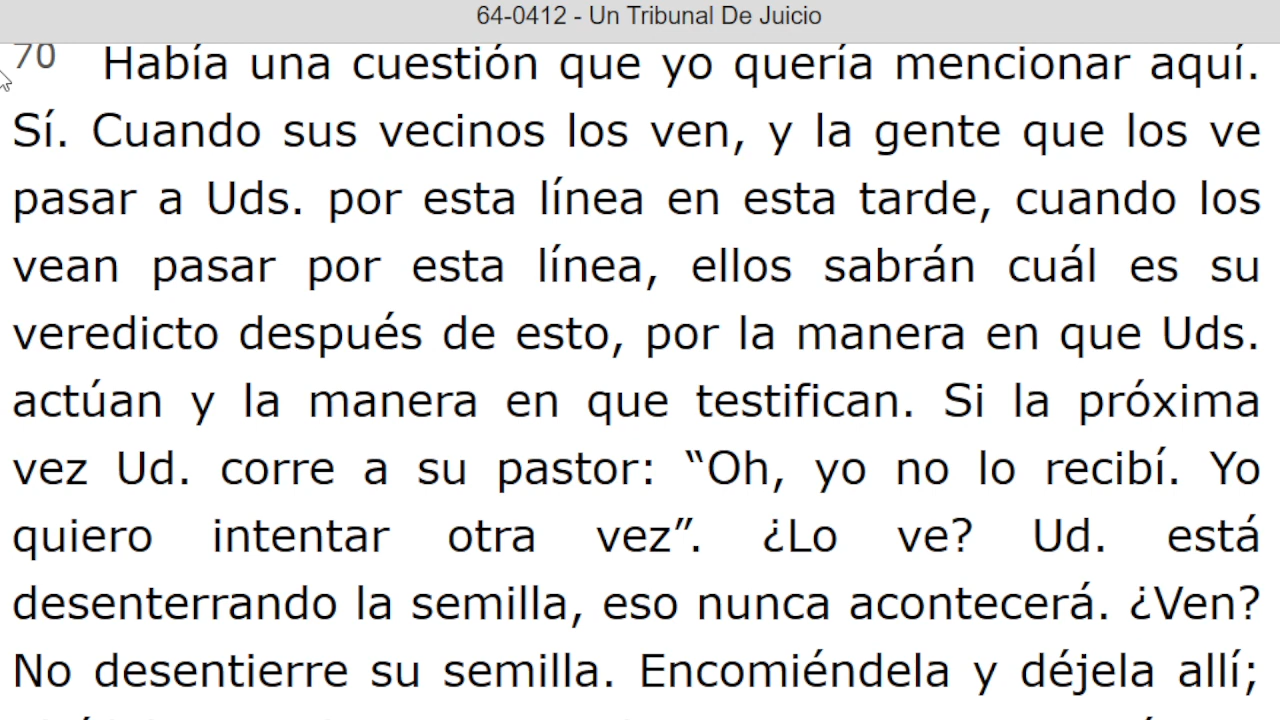 64-0412 - Un Tribunal De Juicio
70 Había una cuestión que yo quería mencionar aquí.
Sí. Cuando sus vecinos los ven, y la gente que los ve
pasar a Uds. por esta línea en esta tarde, cuando los
vean pasar por esta línea, ellos sabrán cuál es su
veredicto después de esto, por la manera en que Uds.
actúan y la manera en que testifican. Si la próxima
vez Ud. corre a su pastor: “Oh, yo no lo recibí. Yo
quiero intentar otra vez”. ¿Lo ve? Ud. está
desenterrando la semilla, eso nunca acontecerá. ¿Ven?
No desentierre su semilla. Encomiéndela y déjela allí;